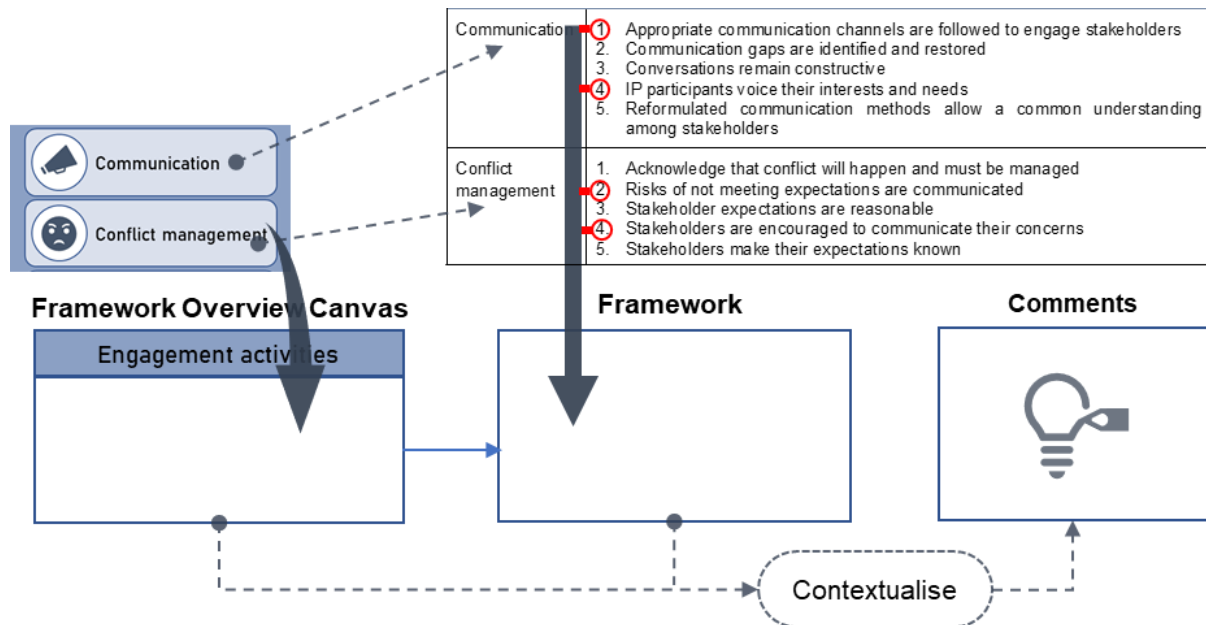 Communication
1 Appropriate communication channels are followed to engage stakeholders
2. Communication gaps are identified and restored
3. Conversations remain constructive
4 IP participants voice their interests and needs
5. Reformulated communication methods allow a common understanding
among stakeholders
Conflict
management
1. Acknowledge that conflict will happen and must be managed
2 Risks of not meeting expectations are communicated
3. Stakeholder expectations are reasonable
4. Stakeholders are encouraged to communicate their concerns
5. Stakeholders make their expectations known
Communication
Conflict management
Framework Overview Canvas
Engagement activities
Framework
Comments
Contextualise